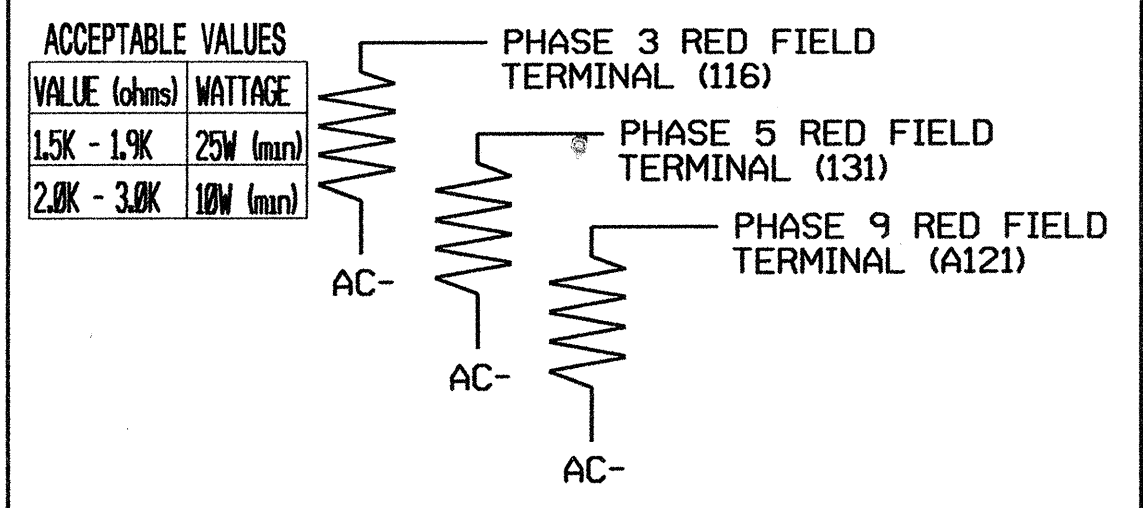 ACCEPTABLE VALUES
VALUE (ohms) WATTAGE
1.5K - 1.9K 25W (min)
2.0K - 3.0K 10W (min)
PHASE 3 RED FIELD
TERMINAL (116)
AC-
PHASE 5 RED FIELD
TERMINAL (131)
AC-
PHASE 9 RED FIELD
TERMINAL (A121)
AC-